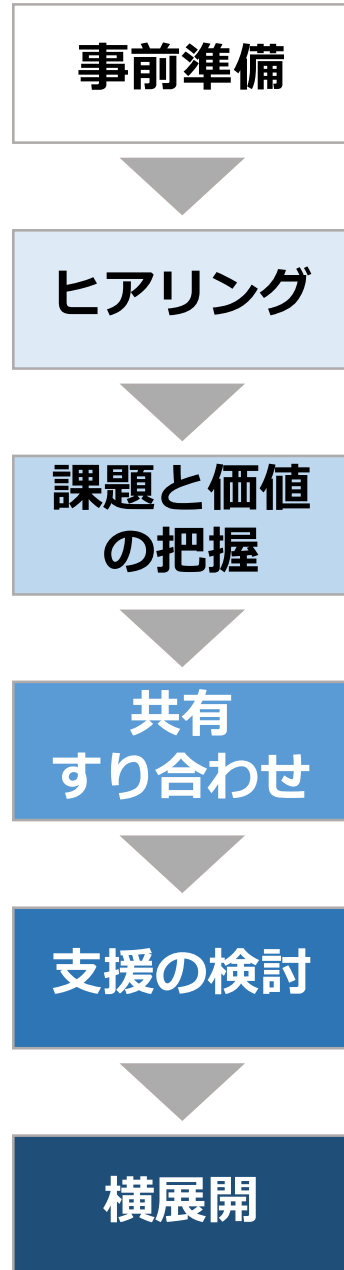 事前準備
ヒアリング
課題と価値
の把握
共有
すり合わせ
支援の検討
横展開